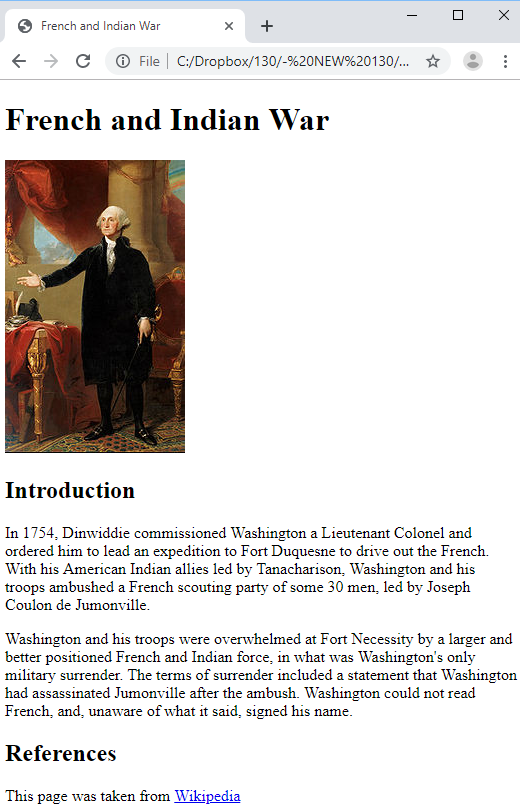 French and Indian War
File
C:/Dropbox/130/-%20NEW%20130/...
French and Indian War
Introduction
In 1754, Dinwiddie commissioned Washington a Lieutenant Colonel and
ordered him to lead an expedition to Fort Duquesne to drive out the French.
With his American Indian allies led by Tanacharison, Washington and his
troops ambushed a French scouting party of some 30 men, led by Joseph
Coulon de Jumonville.
Washington and his troops were overwhelmed at Fort Necessity by a larger and
better positioned French and Indian force, in what was Washington's only
military surrender. The terms of surrender included a statement that Washington
had assassinated Jumonville after the ambush. Washington could not read
French, and, unaware of what it said, signed his name.
References
This page was taken from Wikipedia